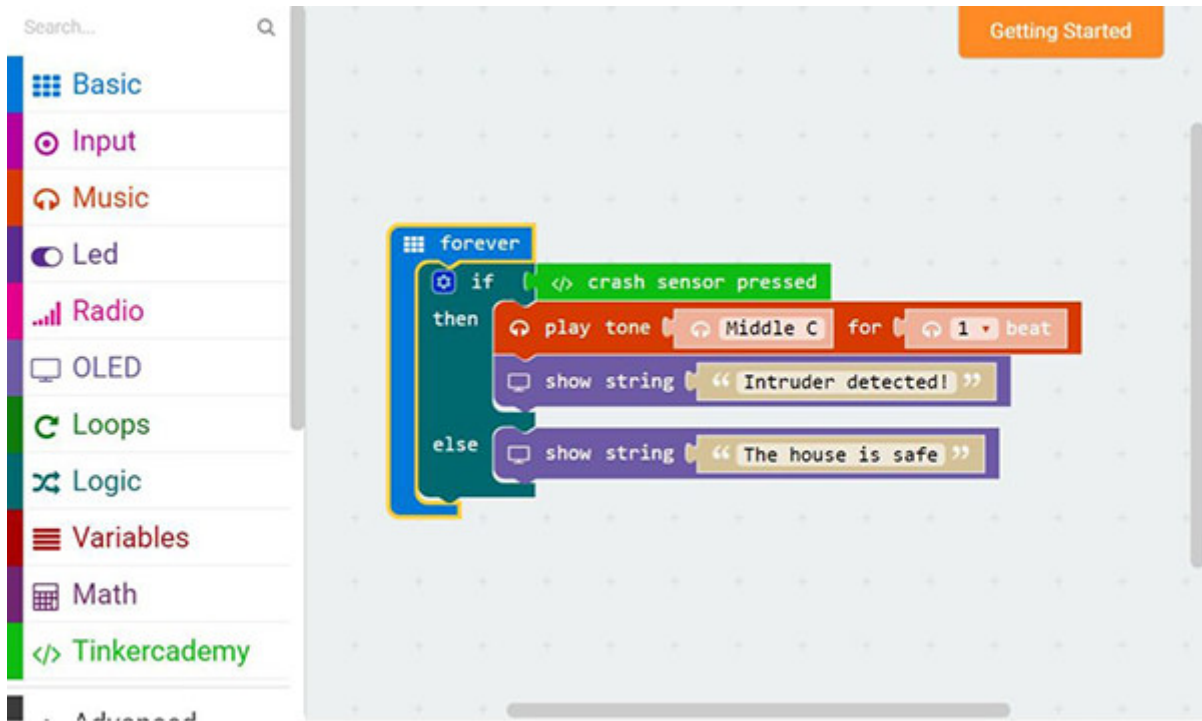 Search...
Getting Started
Basic
Input
Music
Led
Radio
OLED
Loops
Logic
Variables
Math
</> Tinkercademy
Advanced
forever
if </> crash sensor pressed
then play tone Middle C for 1 beat
show string “ Intruder detected! ”
else show string “ The house is safe ”